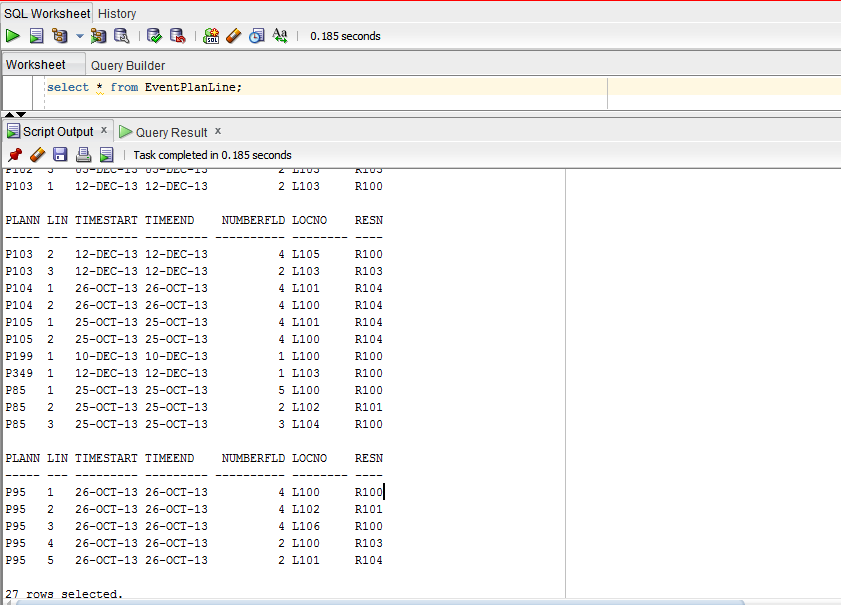 SQL Worksheet History
0.185 seconds
Worksheet Query Builder
select * from EventPlanLine;
Script Output x Query Result x
Task completed in 0.185 seconds
P102 3 03-DEC-13 03-DEC-13 2 L103 R103
P103 1 12-DEC-13 12-DEC-13 2 L103 R100
PLANN LIN TIMESTART TIMEEND NUMBERFLD LOCNO RESN
----- --- --------- --------- ---------- -------- ----
P103 2 12-DEC-13 12-DEC-13 4 L105 R100
P103 3 12-DEC-13 12-DEC-13 2 L103 R103
P104 1 26-OCT-13 26-OCT-13 4 L101 R104
P104 2 26-OCT-13 26-OCT-13 4 L100 R104
P105 1 25-OCT-13 25-OCT-13 4 L101 R104
P105 2 25-OCT-13 25-OCT-13 4 L100 R104
P199 1 10-DEC-13 10-DEC-13 1 L100 R100
P349 1 12-DEC-13 12-DEC-13 1 L103 R100
P85 1 25-OCT-13 25-OCT-13 5 L100 R100
P85 2 25-OCT-13 25-OCT-13 2 L102 R101
P85 3 25-OCT-13 25-OCT-13 3 L104 R100
PLANN LIN TIMESTART TIMEEND NUMBERFLD LOCNO RESN
----- --- --------- --------- ---------- -------- ----
P95 1 26-OCT-13 26-OCT-13 4 L100 R100
P95 2 26-OCT-13 26-OCT-13 4 L102 R101
P95 3 26-OCT-13 26-OCT-13 4 L106 R100
P95 4 26-OCT-13 26-OCT-13 2 L100 R103
P95 5 26-OCT-13 26-OCT-13 2 L101 R104
27 rows selected.